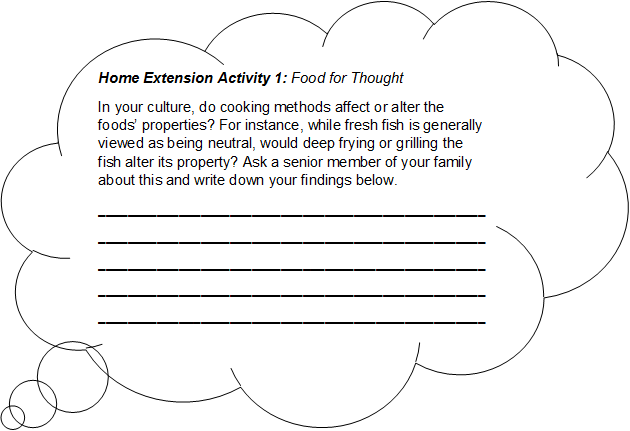 Home Extension Activity 1: Food for Thought
In your culture, do cooking methods affect or alter the
foods’ properties? For instance, while fresh fish is generally
viewed as being neutral, would deep frying or grilling the
fish alter its property? Ask a senior member of your family
about this and write down your findings below.